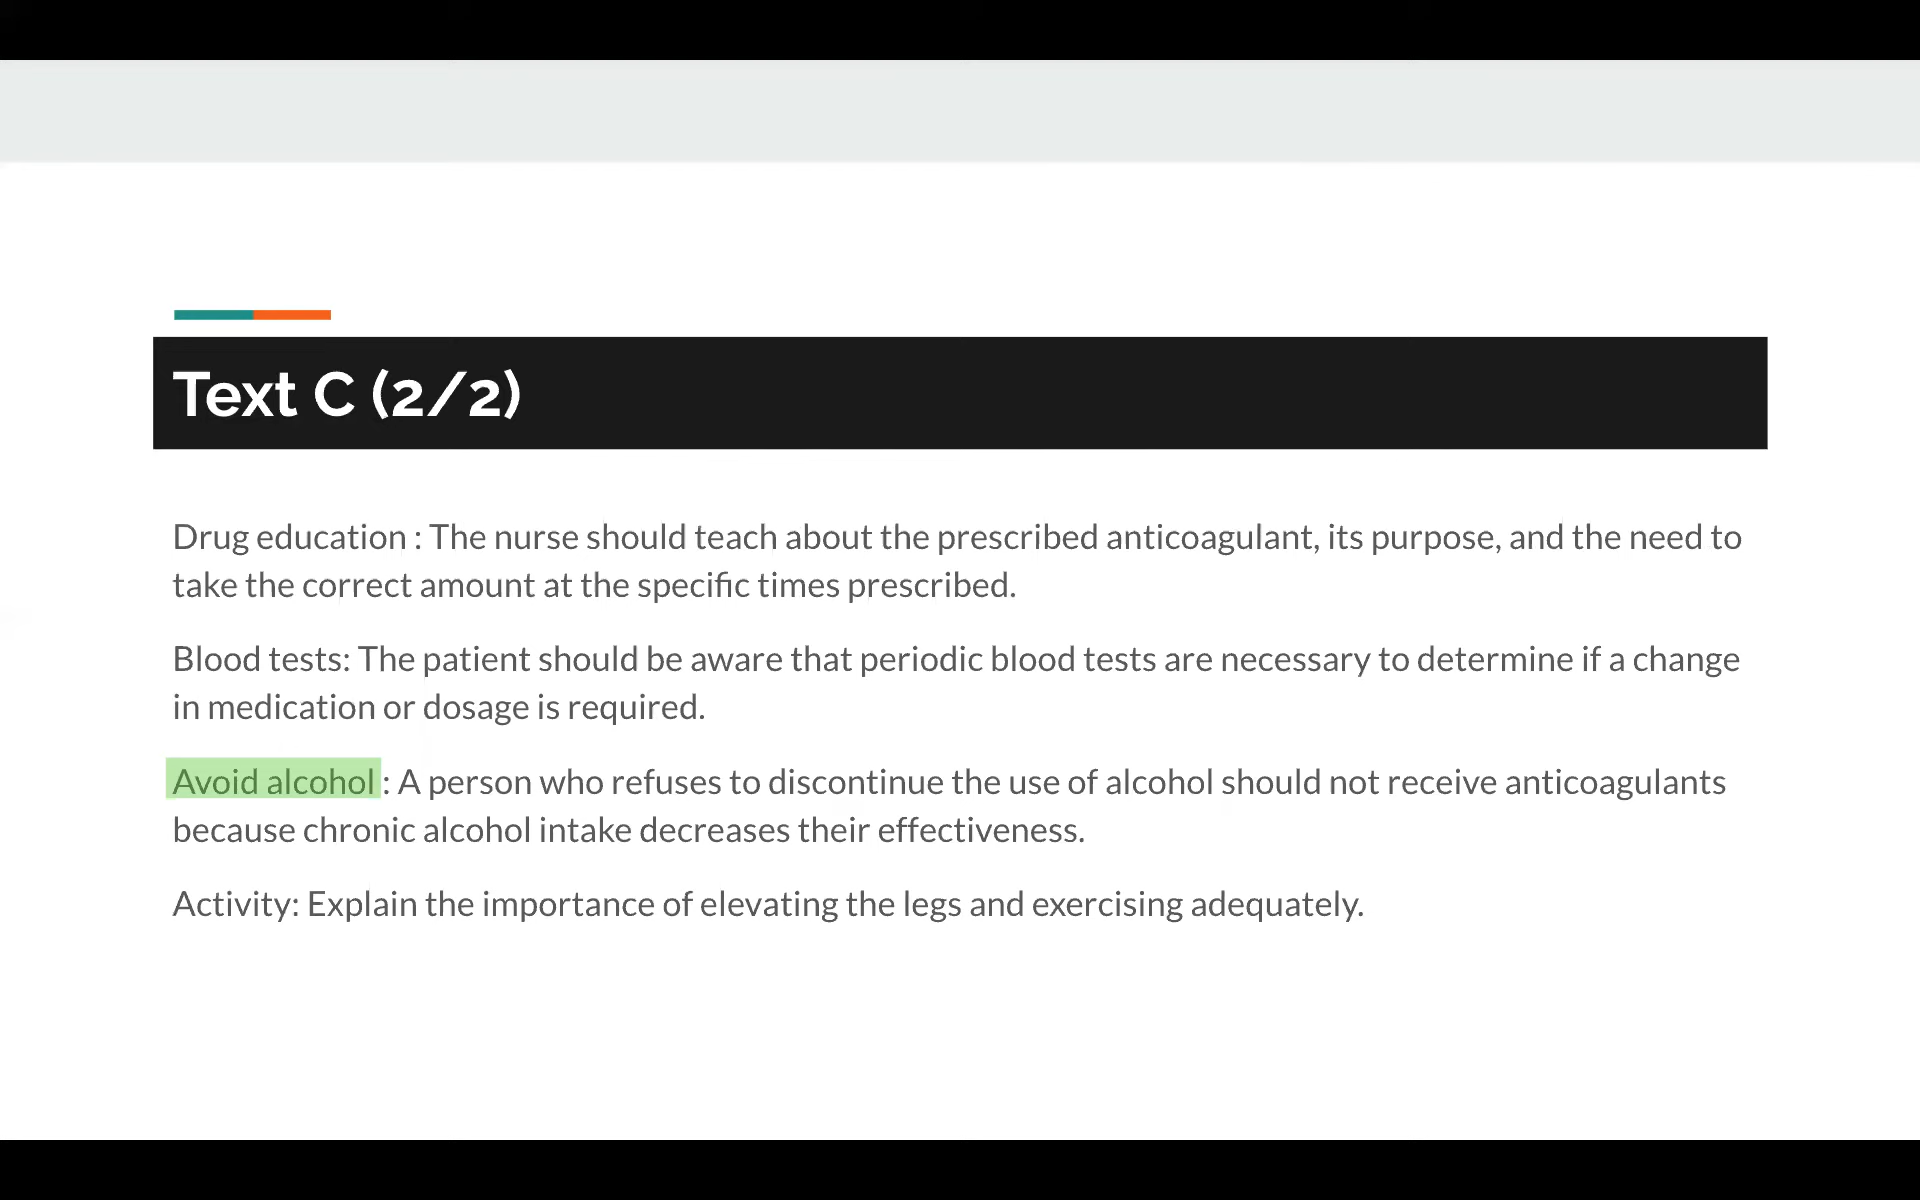 Text C (2/2)
Drug education : The nurse should teach about the prescribed anticoagulant, its purpose, and the need to
take the correct amount at the specific times prescribed.
Blood tests: The patient should be aware that periodic blood tests are necessary to determine if a change
in medication or dosage is required.
Avoid alcohol : A person who refuses to discontinue the use of alcohol should not receive anticoagulants
because chronic alcohol intake decreases their effectiveness.
Activity: Explain the importance of elevating the legs and exercising adequately.